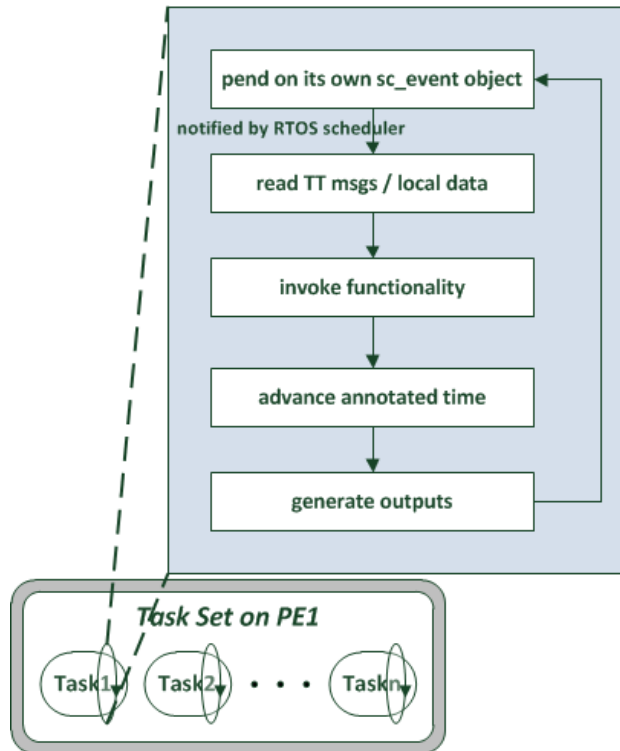 pend on its own sc_event object
notified by RTOS scheduler
read TT msgs / local data
invoke functionality
advance annotated time
generate outputs
Task Set on PE1
Task1 Task2 • • • Taskn